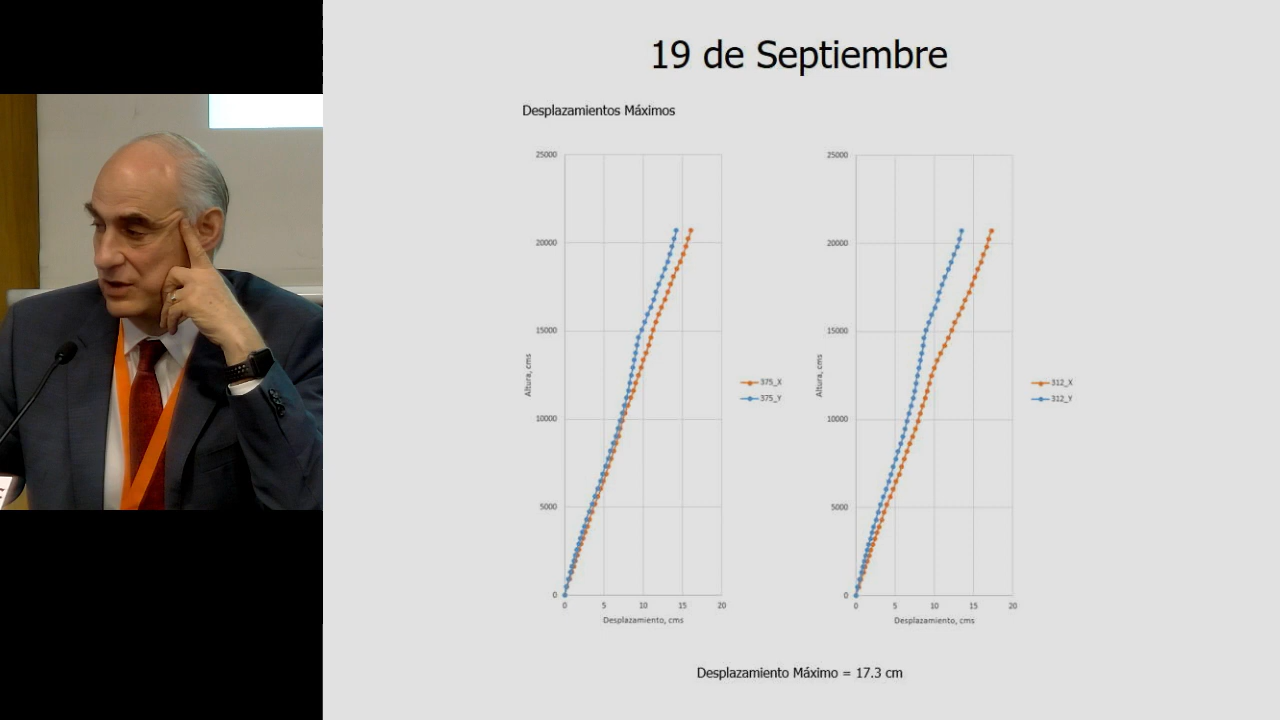 19 de Septiembre
Desplazamientos Máximos
25000
20000
15000
10000
5000
0
Altura, cms
0 5 10 15 20
Desplazamiento, cms
375_X
375_Y
25000
20000
15000
10000
5000
0
Altura, cms
0 5 10 15 20
Desplazamiento, cms
312_X
312_Y
Desplazamiento Máximo = 17.3 cm